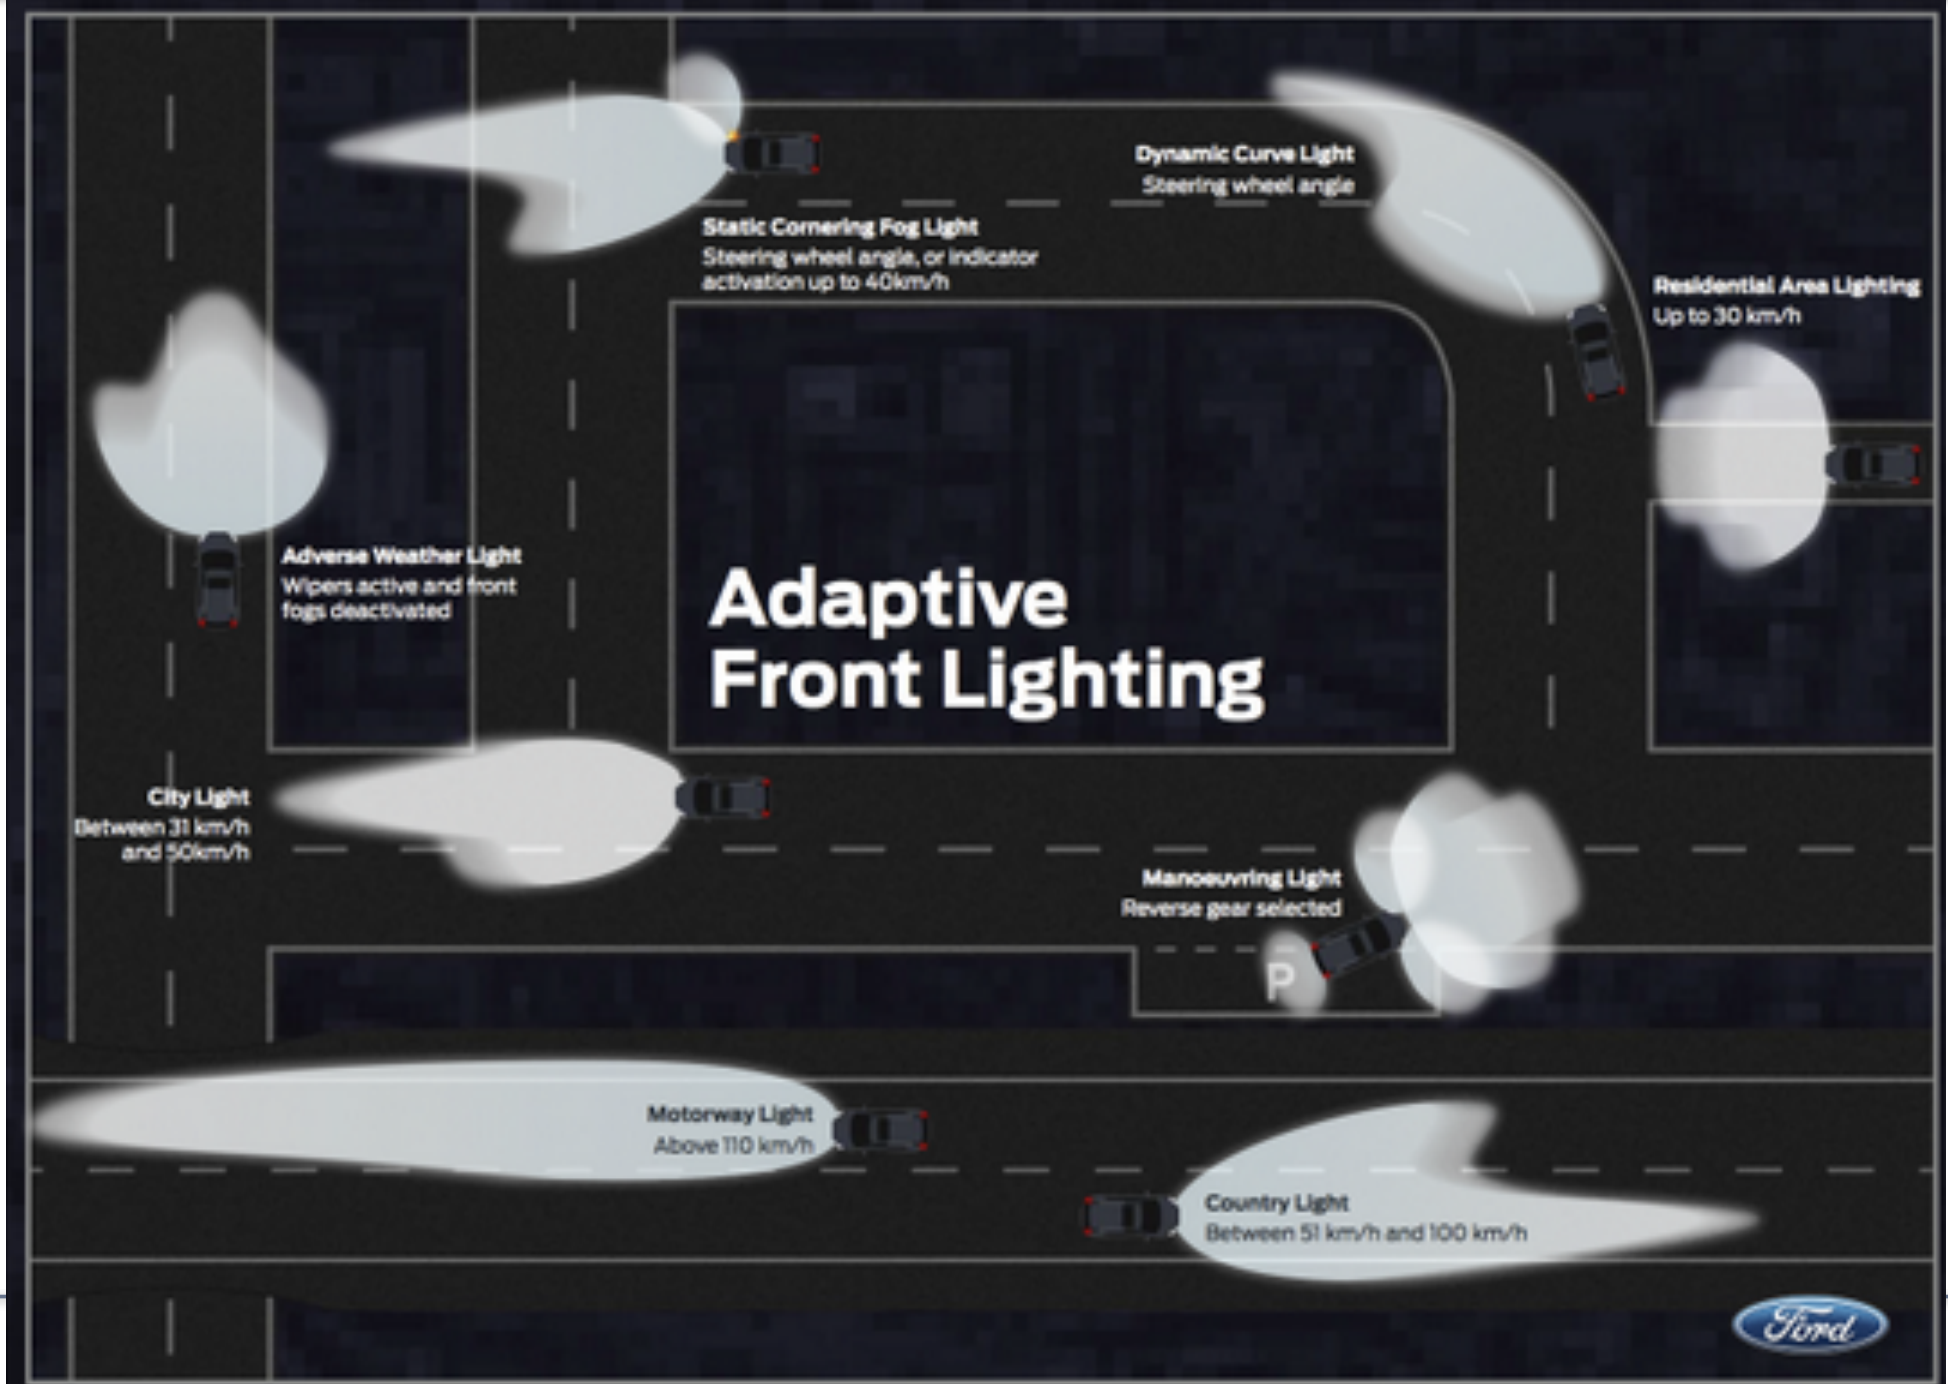 Dynamic Curve Light
Steering wheel angle
Static Cornering Fog Light
Steering wheel angle, or indicator
activation up to 40km/h
Residential Area Lighting
Up to 30 km/h
Adverse Weather Light
Wipers active and front
fogs deactivated
Adaptive
Front Lighting
City Light
Between 31 km/h
and 50km/h
Manoeuvring Light
Reverse gear selected
P
Motorway Light
Above 110 km/h
Country Light
Between 51 km/h and 100 km/h
Ford